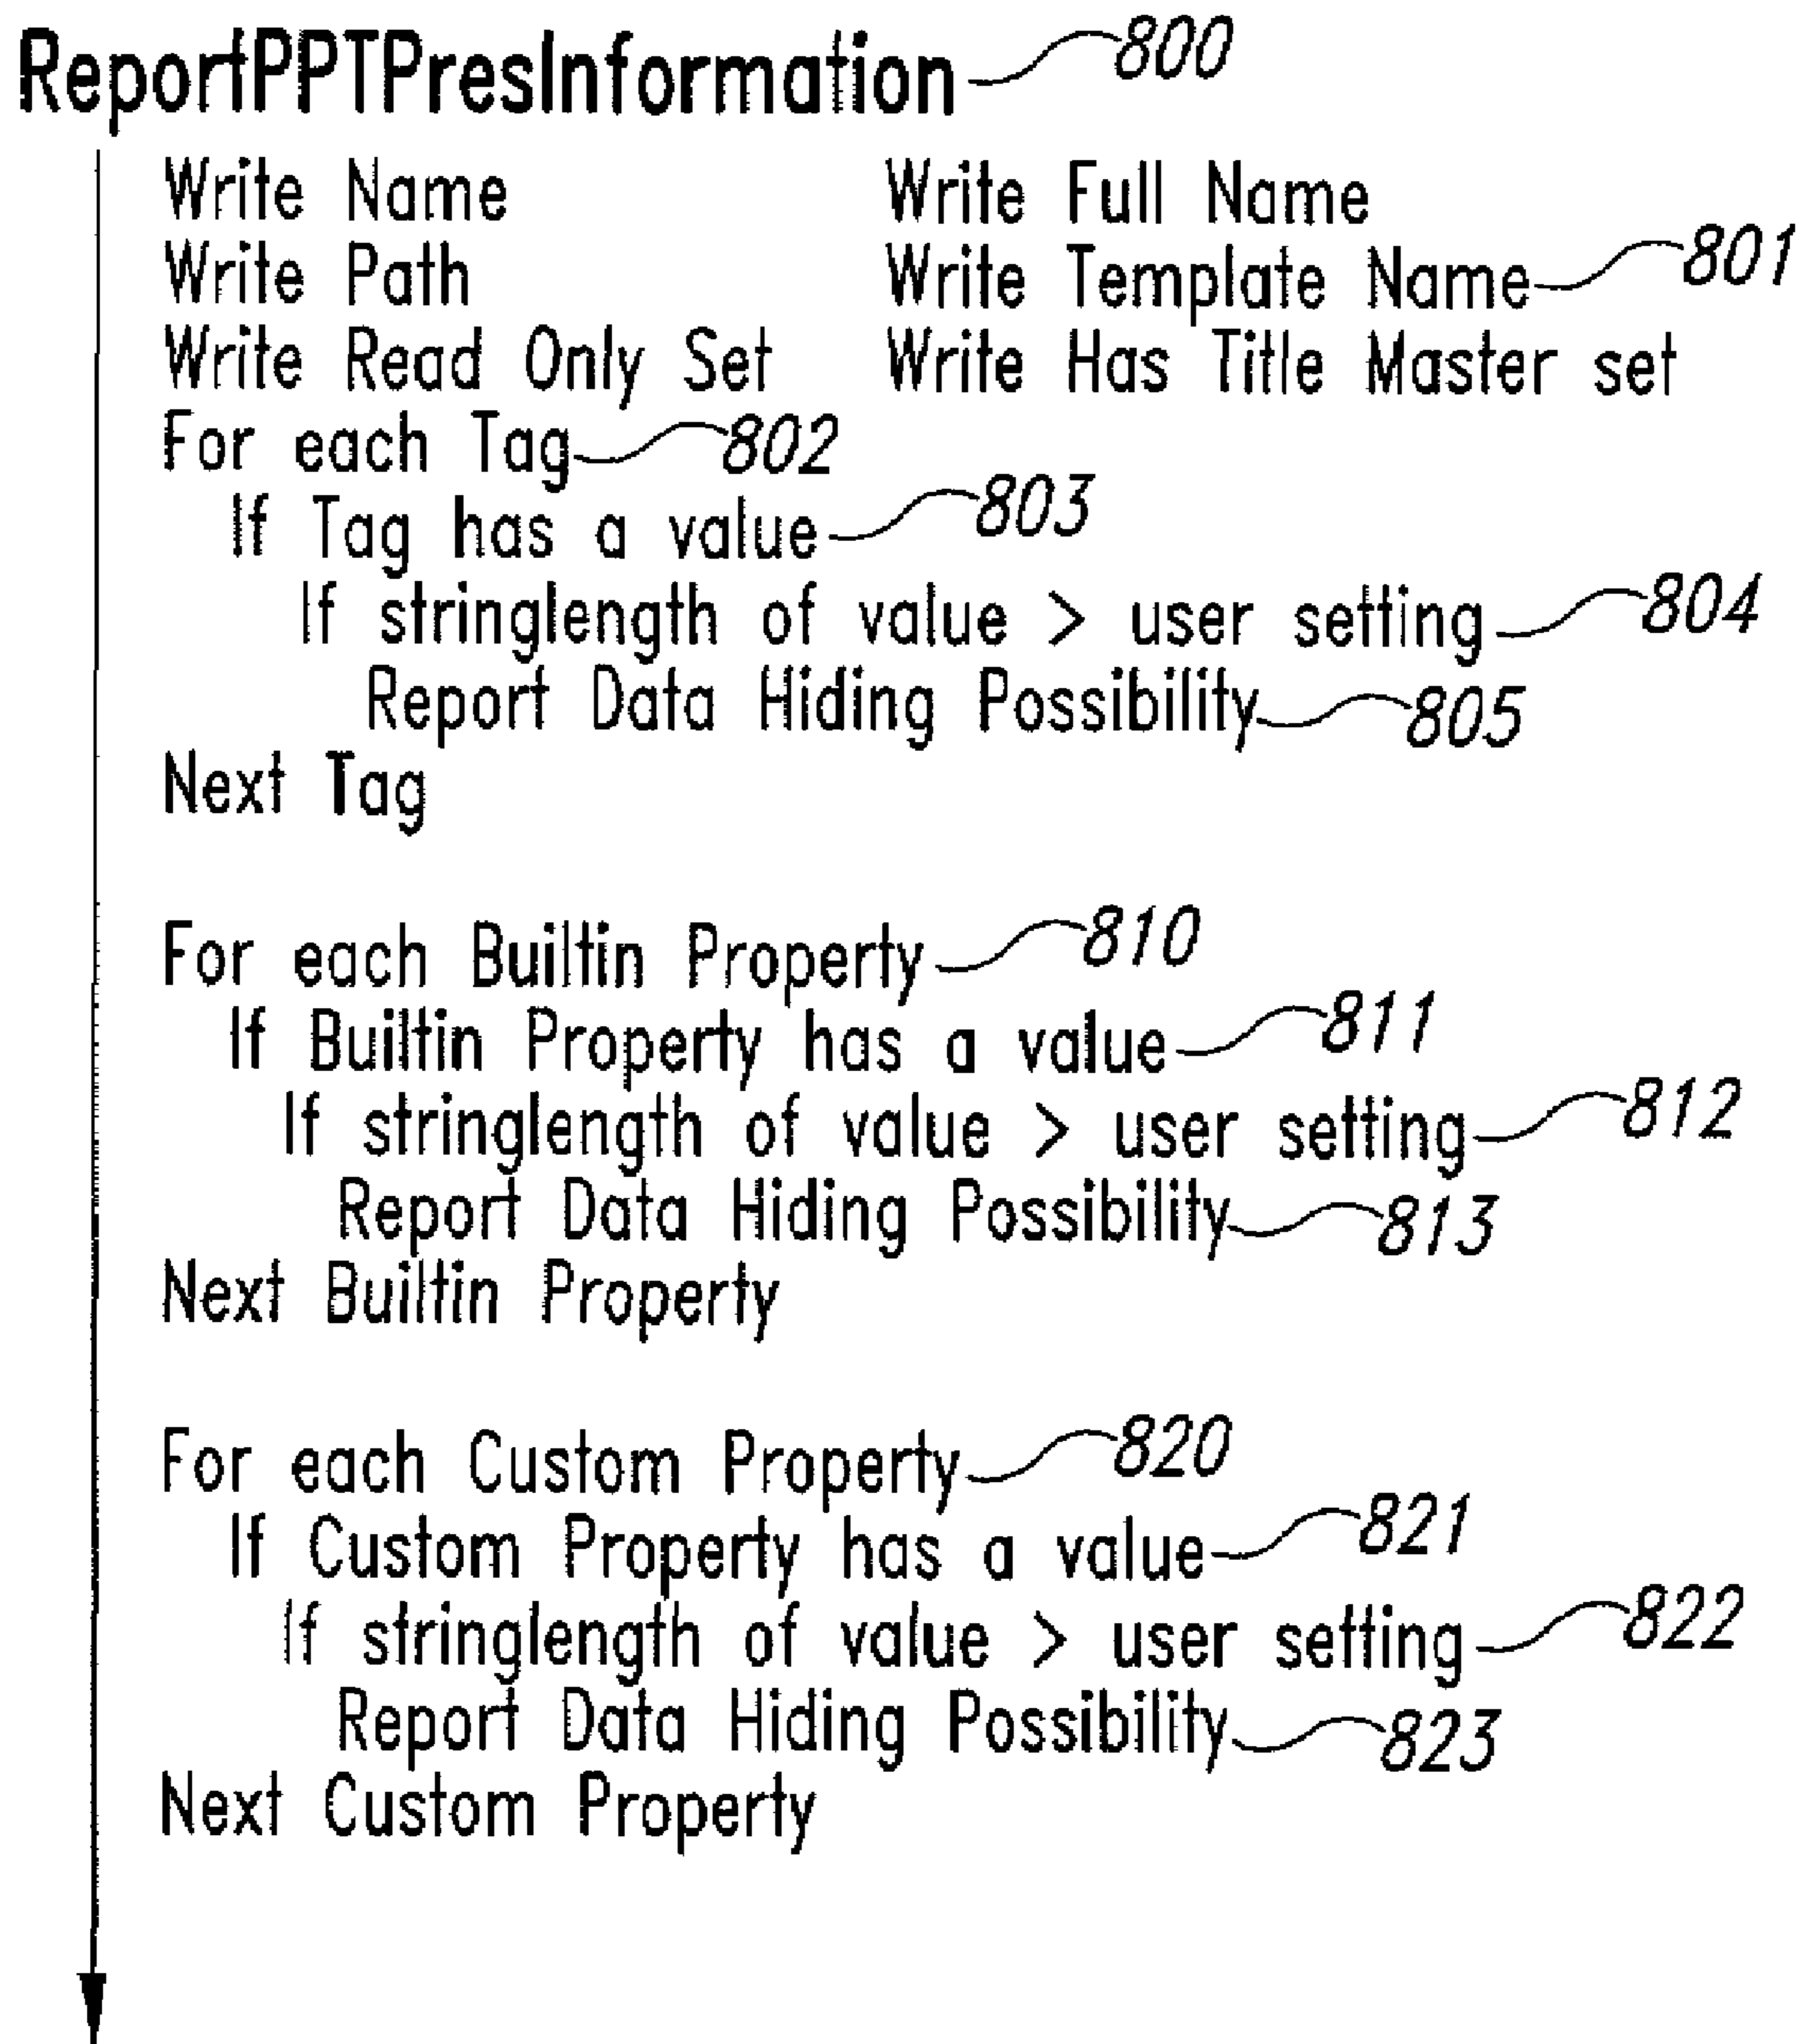 ReportPPTPresInformation 800
Write Name Write Full Name
Write Path Write Template Name 801
Write Read Only Set Write Has Title Master set
For each Tag 802
If Tag has a value 803
If stringlength of value > user setting 804
Report Data Hiding Possibility 805
Next Tag
For each Builtin Property 810
If Builtin Property has a value 811
If stringlength of value > user setting 812
Report Data Hiding Possibility 813
Next Builtin Property
For each Custom Property 820
If Custom Property has a value 821
If stringlength of value > user setting 822
Report Data Hiding Possibility 823
Next Custom Property